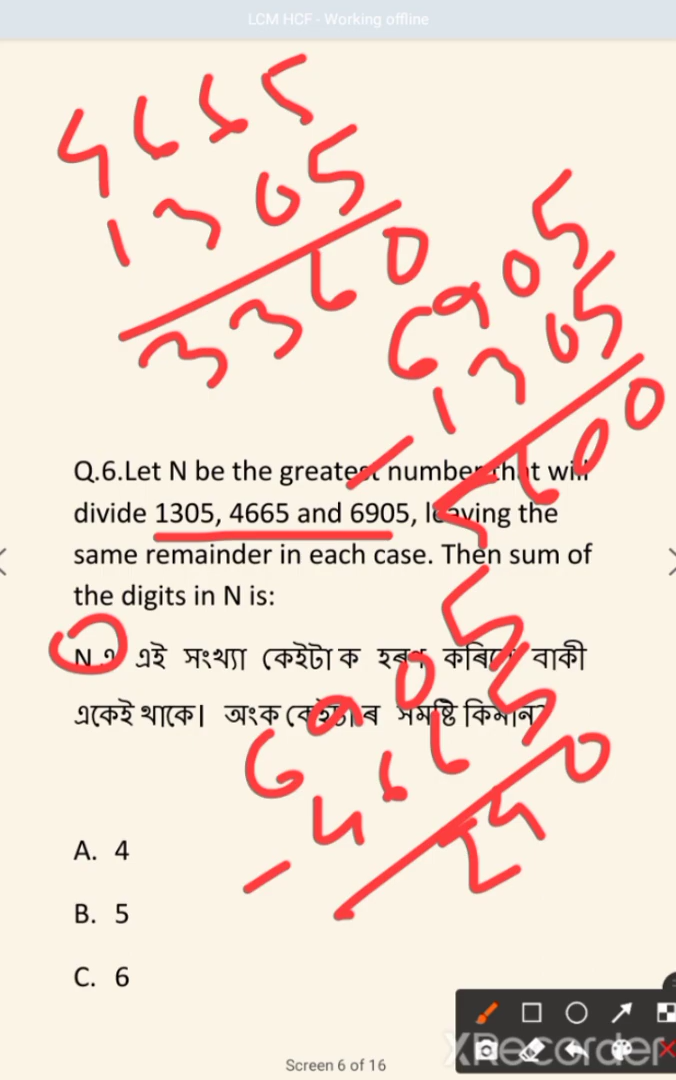 LCM HCF - Working offline
4665
1305
3360
6905
- 1305
5600
Q.6.Let N be the greatest number that will
divide 1305, 4665 and 6905, leaving the
same remainder in each case. Then sum of
the digits in N is:
N এ এই সংখ্যা কেইটা ক হৰণ কৰিলে বাকী
একেই থাকে। অংক কেইটাৰ সমষ্টি কিমান?
6905
- 4665
2240
A. 4
B. 5
C. 6
XRecorder
Screen 6 of 16